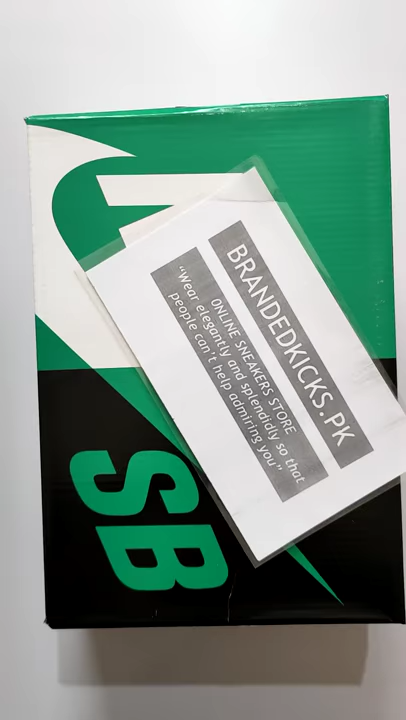 BRANDEDKICKS.PK
ONLINE SNEAKERS STORE
"Wear elegantly and splendidly so that
people can't help admiring you"
SB